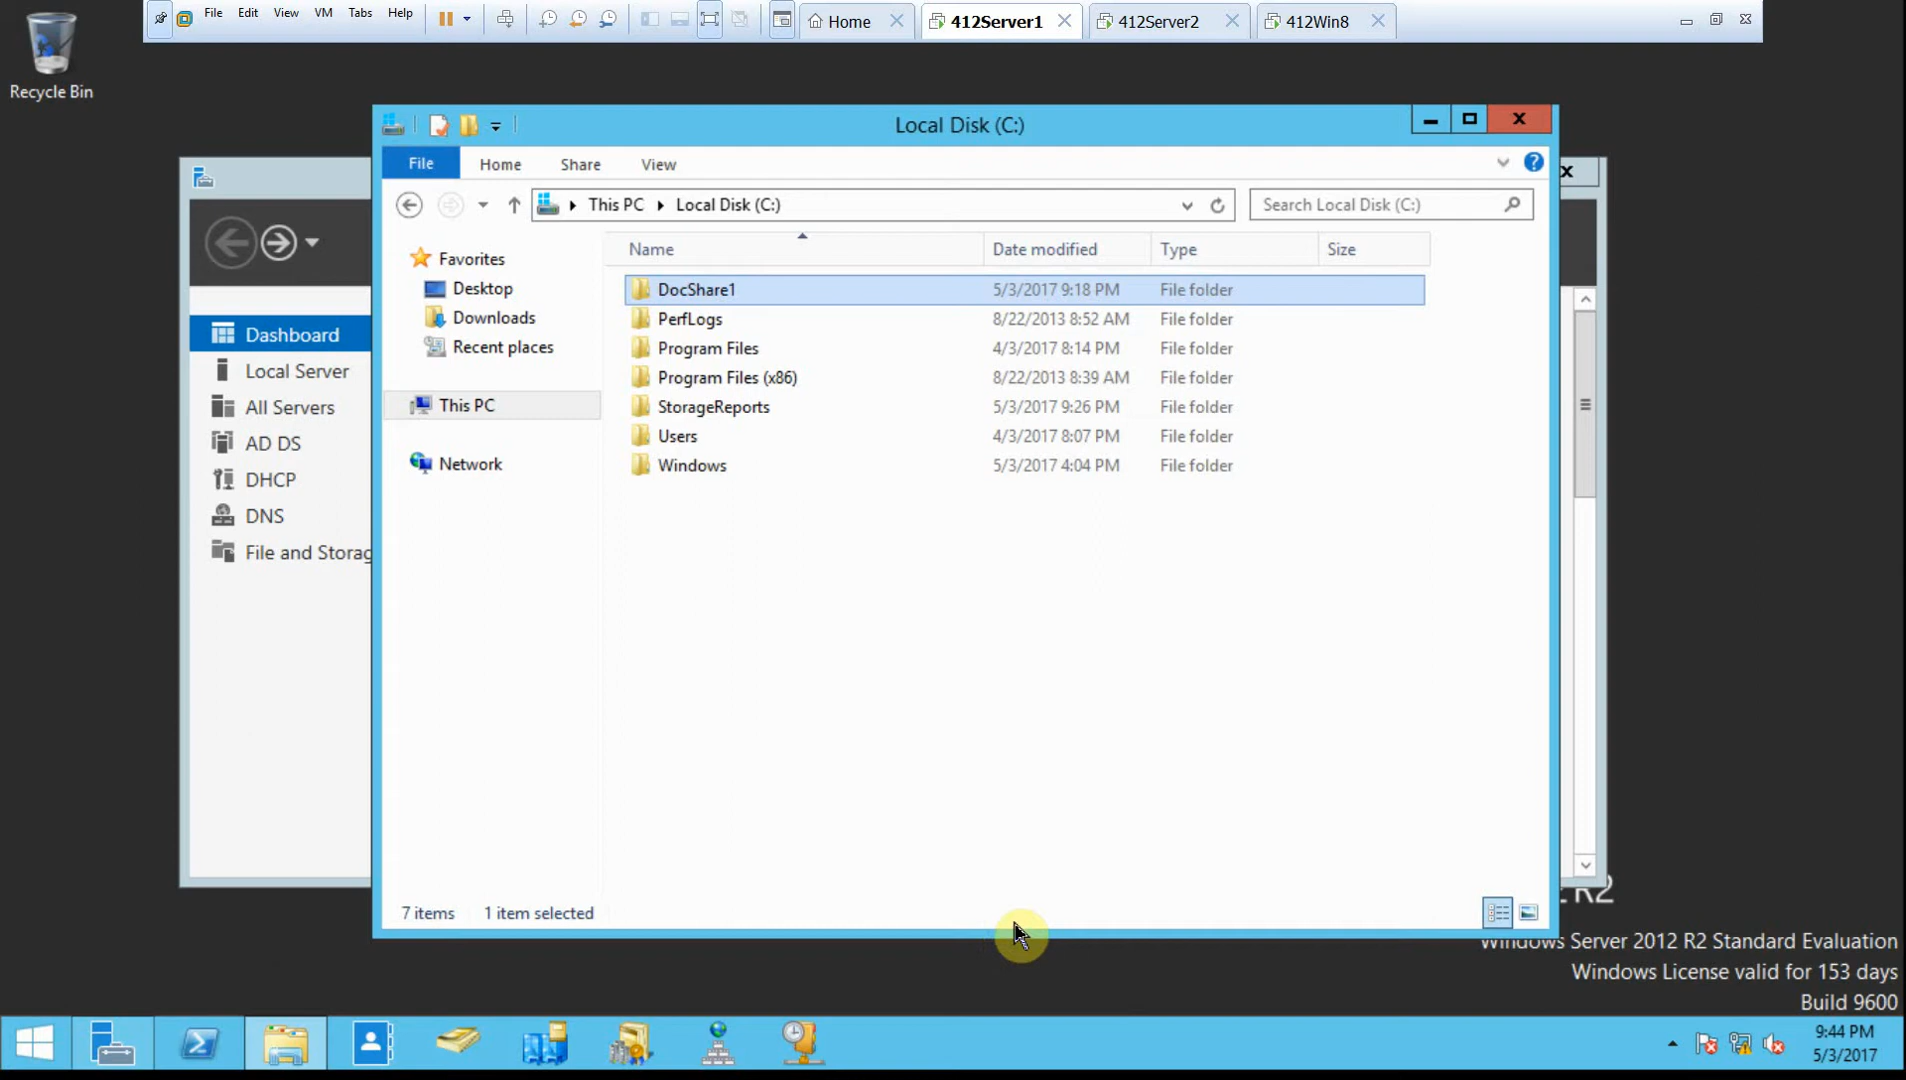 File Edit View VM Tabs Help
Home 412Server1 412Server2 412Win8
Recycle Bin
Local Disk (C:)
File Home Share View
This PC Local Disk (C:)
Search Local Disk (C:)
Name Date modified Type Size
Favorites
Desktop
Downloads
Recent places
This PC
Network
DocShare1 5/3/2017 9:18 PM File folder
PerfLogs 8/22/2013 8:52 AM File folder
Program Files 4/3/2017 8:14 PM File folder
Program Files (x86) 8/22/2013 8:39 AM File folder
StorageReports 5/3/2017 9:26 PM File folder
Users 4/3/2017 8:07 PM File folder
Windows 5/3/2017 4:04 PM File folder
Dashboard
Local Server
All Servers
AD DS
DHCP
DNS
File and Storag
7 items 1 item selected
R2
Windows Server 2012 R2 Standard Evaluation
Windows License valid for 153 days
Build 9600
9:44 PM
5/3/2017